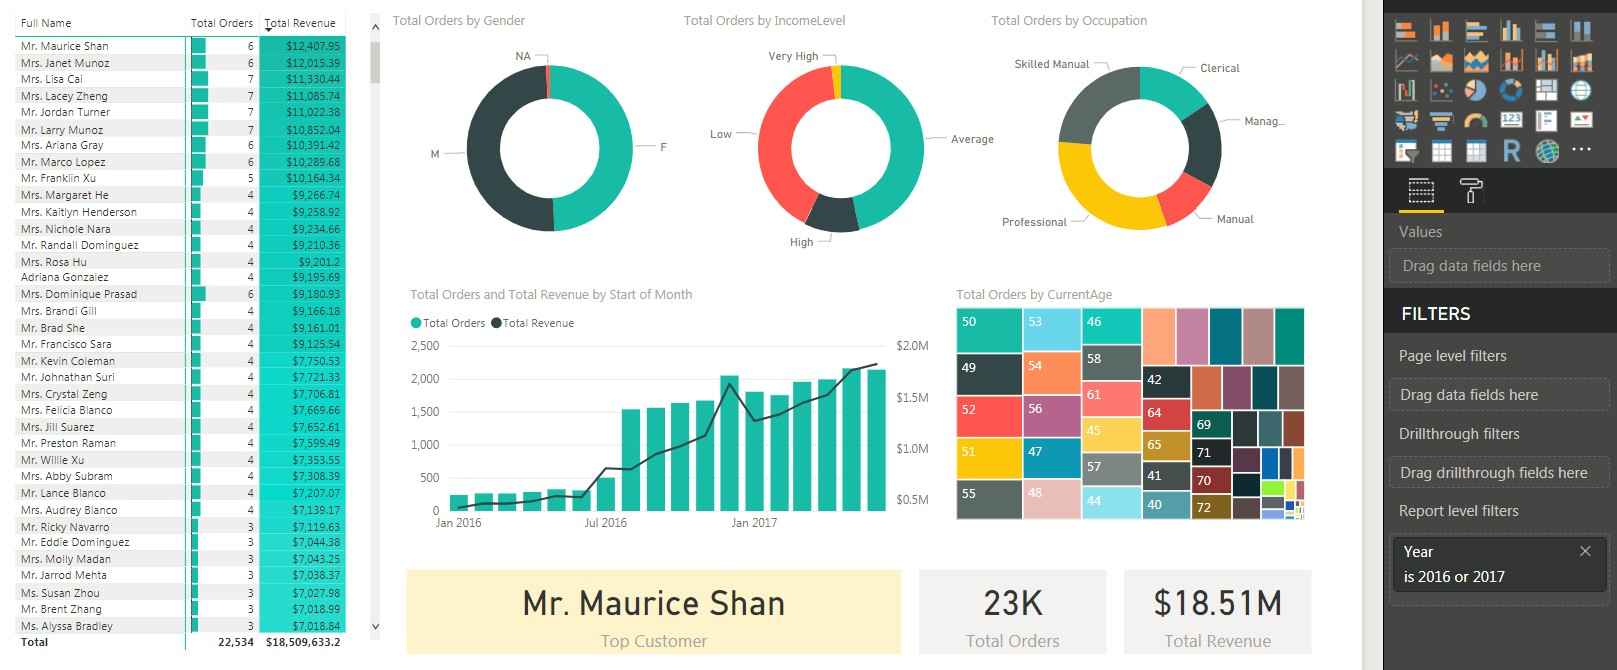 Full Name Total Orders Total Revenue
Mr. Maurice Shan 6 $12,407.95
Mr. Janet Munoz 6 $12,015.39
Mrs. Lisa Cai 7 $11,330.44
Mrs. Lacey Zheng 7 $11,085.74
Mr. Jordan Turner 7 $11,022.38
Mr. Larry Munoz 7 $10,852.04
Mrs. Ariana Gray 6 $10,391.42
Mr. Marco Lopez 6 $10,289.68
Mr. Franklin Xu 5 $10,164.34
Mrs. Margaret He 4 $9,266.74
Mrs. Kaitlyn Henderson 4 $9,258.92
Mrs. Nichole Nara 4 $9,234.66
Mr. Randall Dominguez 4 $9,210.36
Mrs. Rosa Hu 4 $9,201.2
Adriana Gonzalez 4 $9,195.69
Mrs. Dominique Prasad 6 $9,180.93
Mrs. Brandi Gill 4 $9,166.18
Mr. Brad She 4 $9,161.01
Mr. Francisco Sara 4 $9,125.54
Mr. Kevin Coleman 4 $7,750.53
Mr. Johnathan Suri 4 $7,721.33
Mrs. Crystal Zeng 4 $7,706.81
Mrs. Felicia Blanco 4 $7,669.66
Mrs. Jill Suarez 4 $7,652.61
Mr. Preston Raman 4 $7,599.49
Mr. Willie Xu 4 $7,353.55
Mrs. Abby Subram 4 $7,308.39
Mr. Lance Blanco 4 $7,207.07
Mrs. Audrey Blanco 4 $7,139.17
Mr. Ricky Navarro 3 $7,119.63
Mr. Eddie Dominguez 3 $7,044.38
Mrs. Molly Madan 3 $7,043.25
Mr. Jarrod Mehta 3 $7,038.37
Ms. Susan Zhou 3 $7,027.98
Mr. Brent Zhang 3 $7,018.99
Ms. Alyssa Bradley 3 $7,018.84
Total 22,534 $18,509,633.2
Total Orders by Gender
NA
M
F
Total Orders by IncomeLevel
Very High
Low
Average
High
Total Orders by Occupation
Skilled Manual
Clerical
Manag...
Professional
Manual
Total Orders and Total Revenue by Start of Month
Total Orders Total Revenue
2,500 $2.0M
2,000
$1.5M
1,500
1,000 $1.0M
500
$0.5M
0
Jan 2016 Jul 2016 Jan 2017
Total Orders by CurrentAge
50
49
52
51
55
53
54
56
47
48
46
58
61
45
57
44
42
64
65
41
40
69
71
70
72
Mr. Maurice Shan
Top Customer
23K
Total Orders
$18.51M
Total Revenue
123
R
Values
Drag data fields here
FILTERS
Page level filters
Drag data fields here
Drillthrough filters
Drag drillthrough fields here
Report level filters
Year
is 2016 or 2017